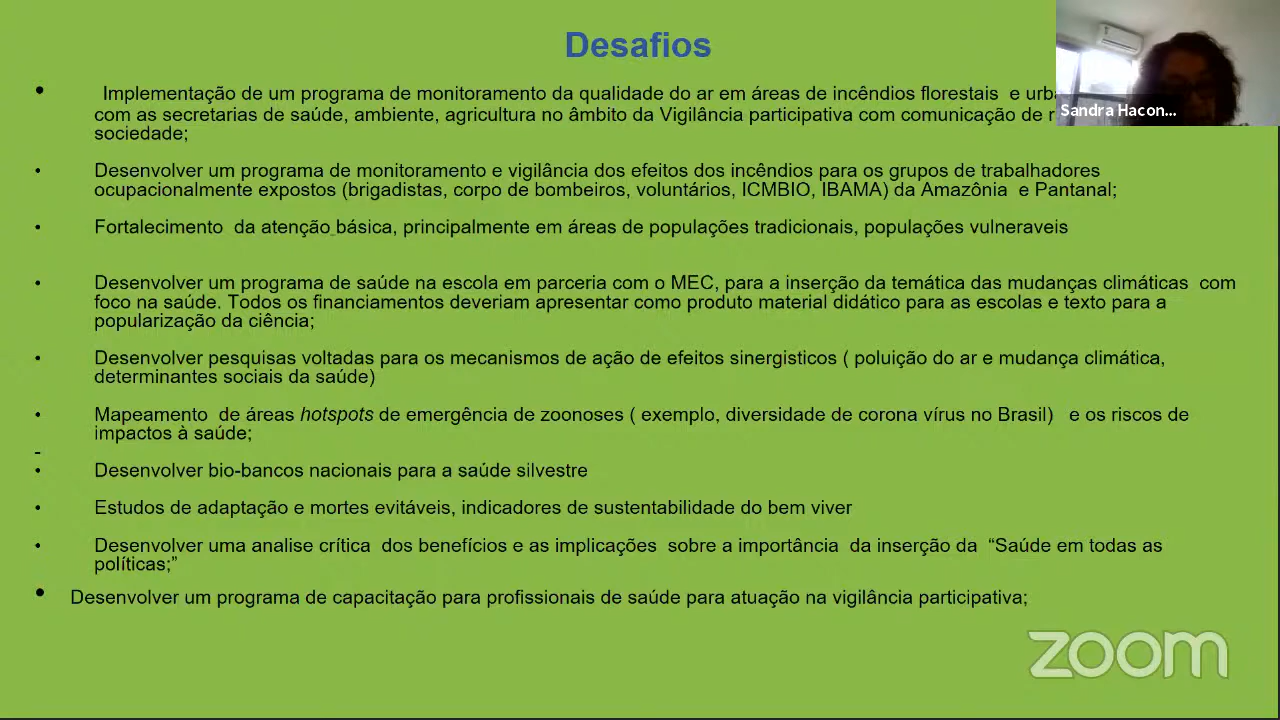 Desafios
Sandra Hacon...
• Implementação de um programa de monitoramento da qualidade do ar em áreas de incêndios florestais e
com as secretarias de saúde, ambiente, agricultura no âmbito da Vigilância participativa com comunicação de
sociedade;
• Desenvolver um programa de monitoramento e vigilância dos efeitos dos incêndios para os grupos de trabalhadores
ocupacionalmente expostos (brigadistas, corpo de bombeiros, voluntários, ICMBIO, IBAMA) da Amazônia e Pantanal;
• Fortalecimento da atenção básica, principalmente em áreas de populações tradicionais, populações vulneraveis
• Desenvolver um programa de saúde na escola em parceria com o MEC, para a inserção da temática das mudanças climáticas com
foco na saúde. Todos os financiamentos deveriam apresentar como produto material didático para as escolas e texto para a
popularização da ciência;
• Desenvolver pesquisas voltadas para os mecanismos de ação de efeitos sinergisticos ( poluição do ar e mudança climática,
determinantes sociais da saúde)
• Mapeamento de áreas hotspots de emergência de zoonoses ( exemplo, diversidade de corona vírus no Brasil) e os riscos de
impactos à saúde;
-
• Desenvolver bio-bancos nacionais para a saúde silvestre
• Estudos de adaptação e mortes evitáveis, indicadores de sustentabilidade do bem viver
• Desenvolver uma analise crítica dos benefícios e as implicações sobre a importância da inserção da “Saúde em todas as
políticas;”
• Desenvolver um programa de capacitação para profissionais de saúde para atuação na vigilância participativa;
zoom